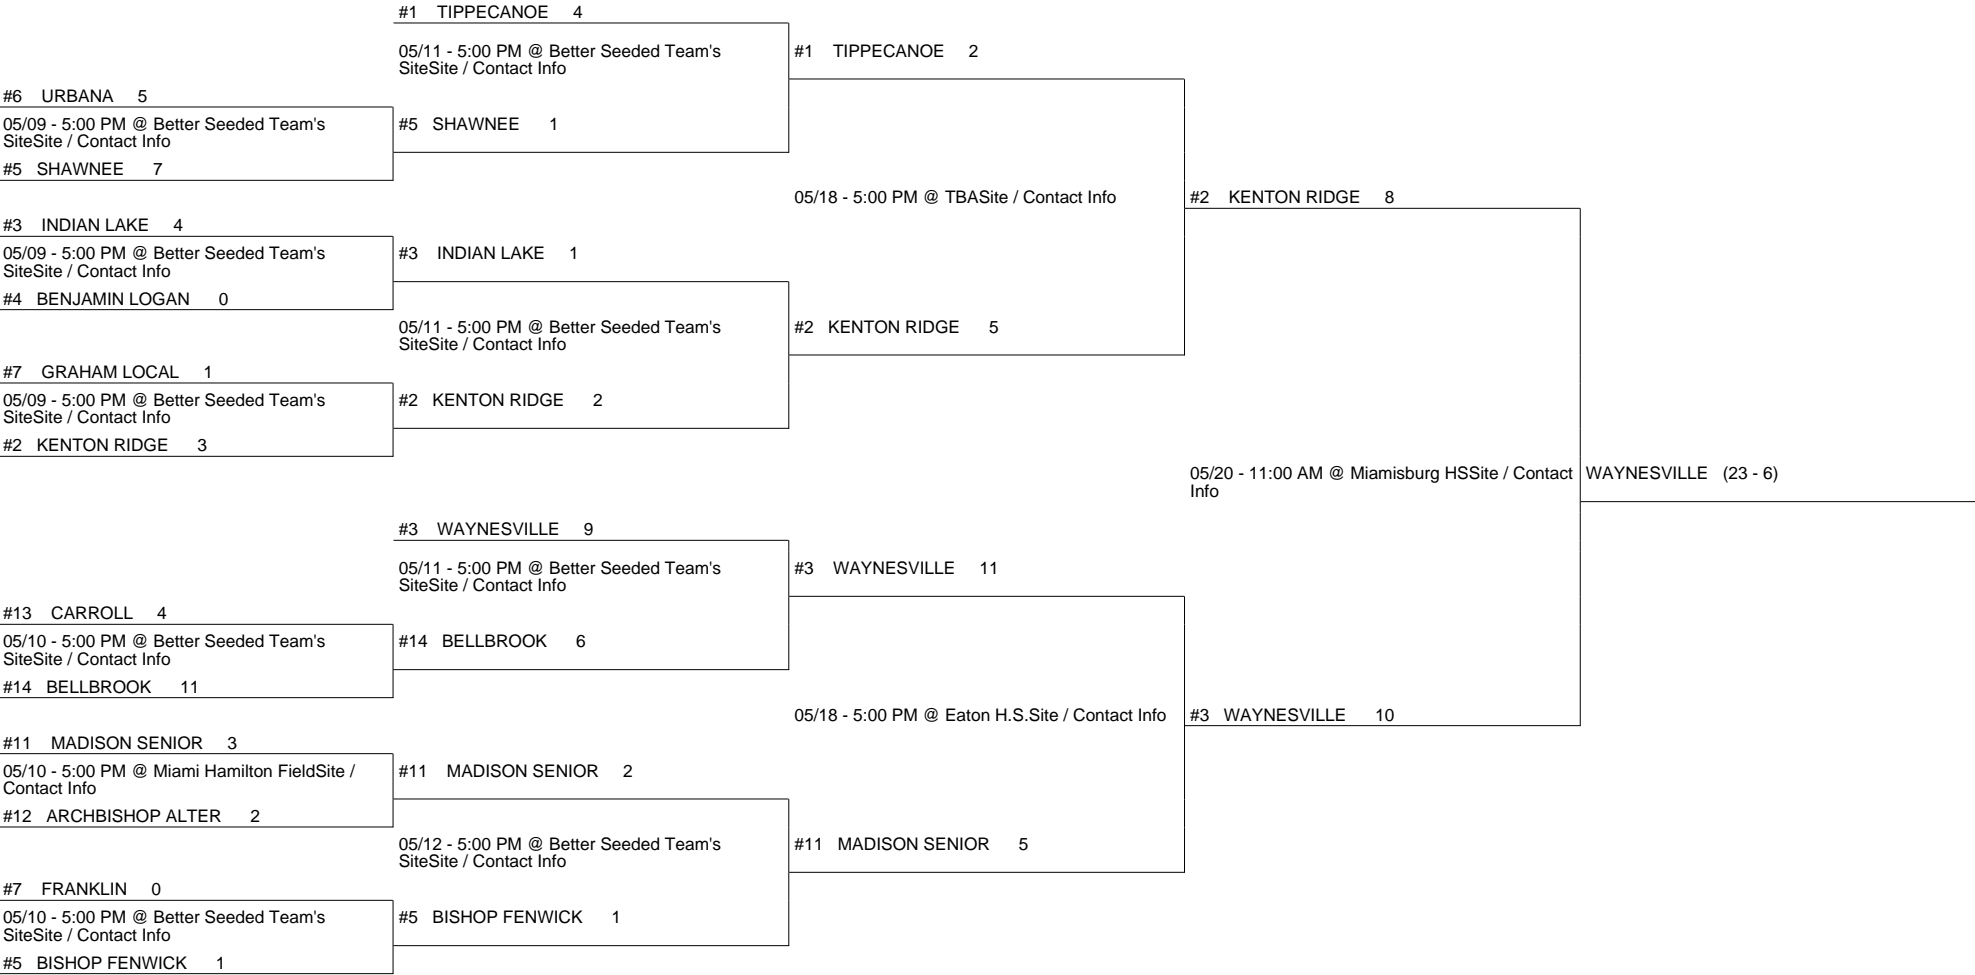 #1 TIPPECANOE 4
05/11 - 5:00 PM @ Better Seeded Team's
SiteSite / Contact Info
#1 TIPPECANOE 2
#6 URBANA 5
05/09 - 5:00 PM @ Better Seeded Team's
SiteSite / Contact Info
#5 SHAWNEE 7
#5 SHAWNEE 1
05/18 - 5:00 PM @ TBASite / Contact Info
#2 KENTON RIDGE 8
#3 INDIAN LAKE 4
05/09 - 5:00 PM @ Better Seeded Team's
SiteSite / Contact Info
#4 BENJAMIN LOGAN 0
#3 INDIAN LAKE 1
05/11 - 5:00 PM @ Better Seeded Team's
SiteSite / Contact Info
#2 KENTON RIDGE 5
#7 GRAHAM LOCAL 1
05/09 - 5:00 PM @ Better Seeded Team's
SiteSite / Contact Info
#2 KENTON RIDGE 3
#2 KENTON RIDGE 2
05/20 - 11:00 AM @ Miamisburg HSSite / Contact
Info
WAYNESVILLE (23 - 6)
#3 WAYNESVILLE 9
05/11 - 5:00 PM @ Better Seeded Team's
SiteSite / Contact Info
#3 WAYNESVILLE 11
#13 CARROLL 4
05/10 - 5:00 PM @ Better Seeded Team's
SiteSite / Contact Info
#14 BELLBROOK 11
#14 BELLBROOK 6
05/18 - 5:00 PM @ Eaton H.S.Site / Contact Info
#3 WAYNESVILLE 10
#11 MADISON SENIOR 3
05/10 - 5:00 PM @ Miami Hamilton FieldSite /
Contact Info
#12 ARCHBISHOP ALTER 2
#11 MADISON SENIOR 2
05/12 - 5:00 PM @ Better Seeded Team's
SiteSite / Contact Info
#11 MADISON SENIOR 5
#7 FRANKLIN 0
05/10 - 5:00 PM @ Better Seeded Team's
SiteSite / Contact Info
#5 BISHOP FENWICK 1
#5 BISHOP FENWICK 1